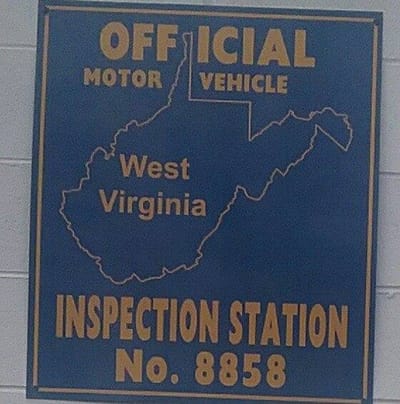 OFFICIAL
MOTOR VEHICLE
West
Virginia
INSPECTION STATION
No. 8858